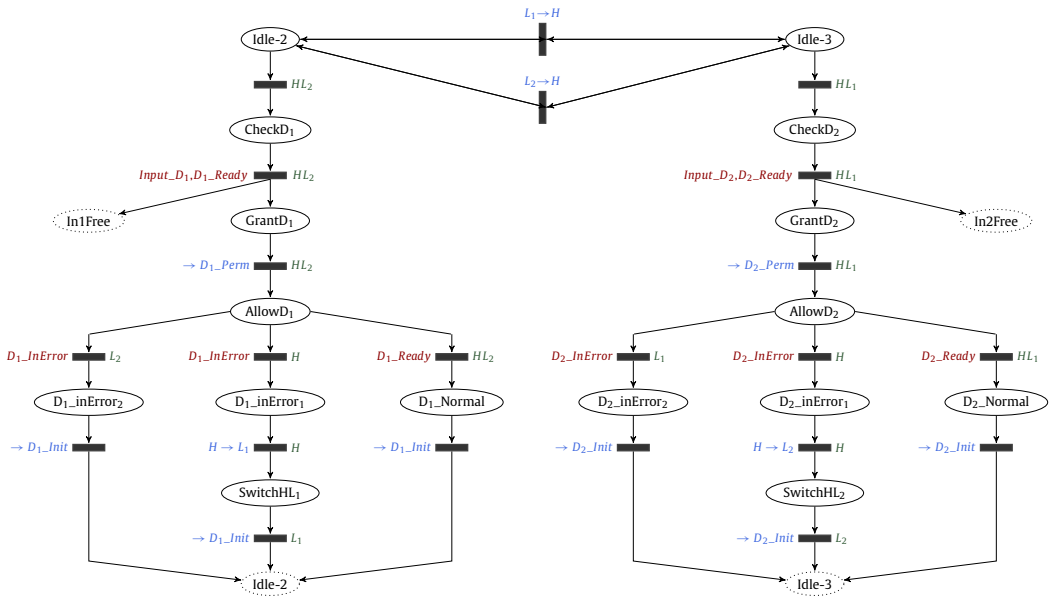 L₁→H
Idle-2 Idle-3
L₂→H
HL₂ HL₁
CheckD₁ CheckD₂
Input_D₁,D₁_Ready HL₂ Input_D₂,D₂_Ready HL₁
In1Free GrantD₁ GrantD₂ In2Free
→ D₁_Perm HL₂ → D₂_Perm HL₁
AllowD₁ AllowD₂
D₁_InError L₂ D₁_InError H D₁_Ready HL₂ D₂_InError L₁ D₂_InError H D₂_Ready HL₁
D₁_inError₂ D₁_inError₁ D₁_Normal D₂_inError₂ D₂_inError₁ D₂_Normal
→ D₁_Init H→L₁ H → D₁_Init → D₂_Init H→L₂ H → D₂_Init
SwitchHL₁ SwitchHL₂
→ D₁_Init L₁ → D₂_Init L₂
Idle-2 Idle-3